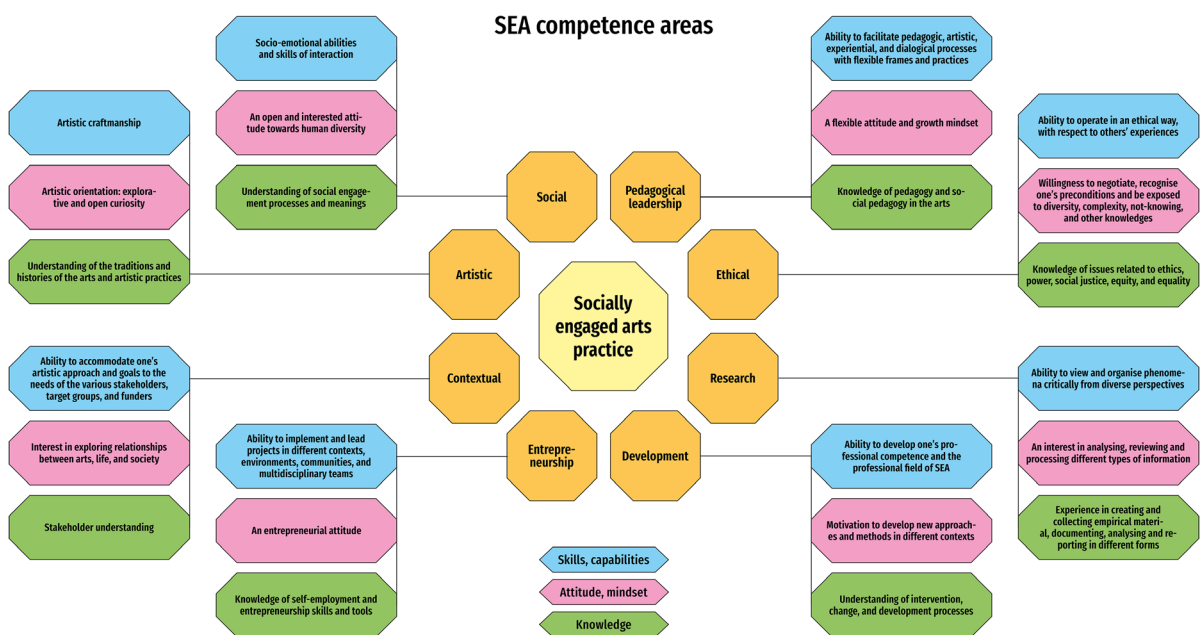 SEA competence areas
Socio-emotional abilities
and skills of interaction
An open and interested atti-
tude towards human diversity
Understanding of social engage-
ment processes and meanings
Artistic craftmanship
Artistic orientation: explora-
tive and open curiosity
Understanding of the traditions and
histories of the arts and artistic practices
Ability to facilitate pedagogic, artistic,
experiential, and dialogical processes
with flexible frames and practices
A flexible attitude and growth mindset
Knowledge of pedagogy and so-
cial pedagogy in the arts
Ability to operate in an ethical way,
with respect to others’ experiences
Willingness to negotiate, recognise
one’s preconditions and be exposed
to diversity, complexity, not-knowing,
and other knowledges
Knowledge of issues related to ethics,
power, social justice, equity, and equality
Social
Pedagogical
leadership
Artistic
Ethical
Socially
engaged arts
practice
Contextual
Research
Entrepre-
neurship
Development
Ability to accommodate one’s
artistic approach and goals to the
needs of the various stakeholders,
target groups, and funders
Interest in exploring relationships
between arts, life, and society
Stakeholder understanding
Ability to implement and lead
projects in different contexts,
environments, communities, and
multidisciplinary teams
An entrepreneurial attitude
Knowledge of self-employment and
entrepreneurship skills and tools
Ability to develop one’s pro-
fessional competence and the
professional field of SEA
Motivation to develop new approach-
es and methods in different contexts
Understanding of intervention,
change, and development processes
Ability to view and organise phenome-
na critically from diverse perspectives
An interest in analysing, reviewing and
processing different types of information
Experience in creating and
collecting empirical materi-
al, documenting, analysing and re-
porting in different forms
Skills, capabilities
Attitude, mindset
Knowledge